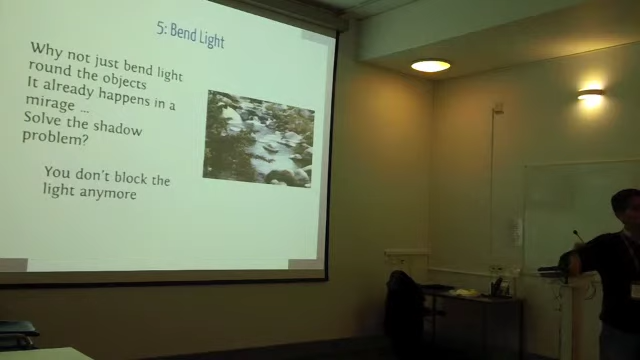 5: Bend Light
Why not just bend light
round the objects
It already happens in a
mirage ...
Solve the shadow
problem?
You don't block the
light anymore